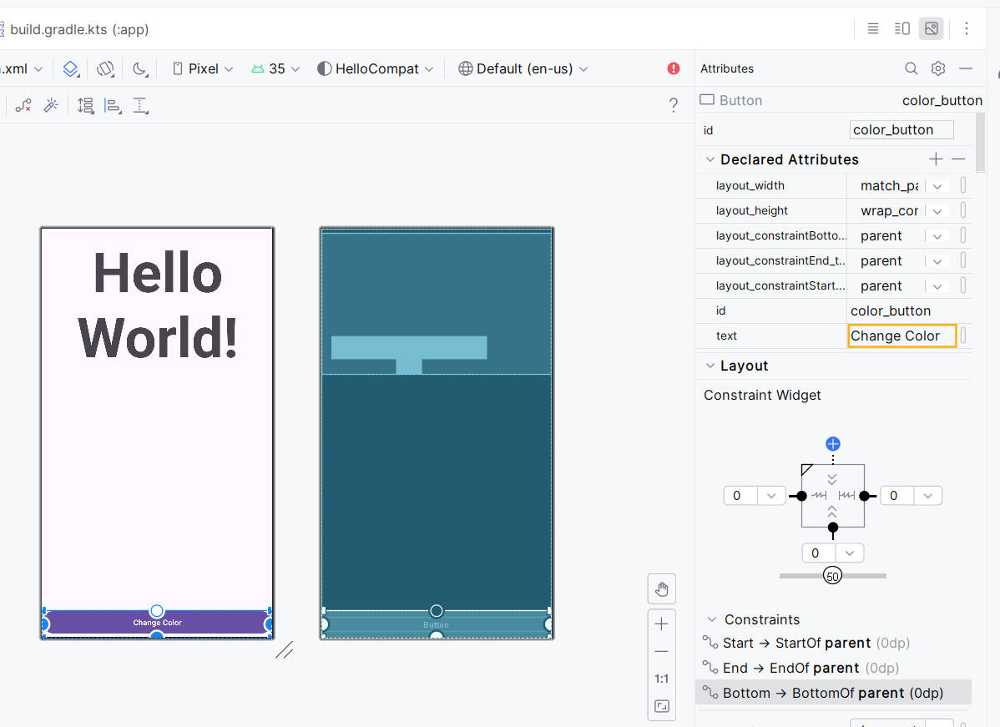 build.gradle.kts (:app)
.xml
Pixel
35
HelloCompat
Default (en-us)
?
Hello
World!
Change Color
Button
1:1
Attributes
Button
color_button
id
color_button
Declared Attributes
layout_width
match_pa
layout_height
wrap_con
layout_constraintBotto...
parent
layout_constraintEnd_t...
parent
layout_constraintStart...
parent
id
color_button
text
Change Color
Layout
Constraint Widget
0
0
0
50
Constraints
Start → StartOf parent (0dp)
End → EndOf parent (0dp)
Bottom → BottomOf parent (0dp)